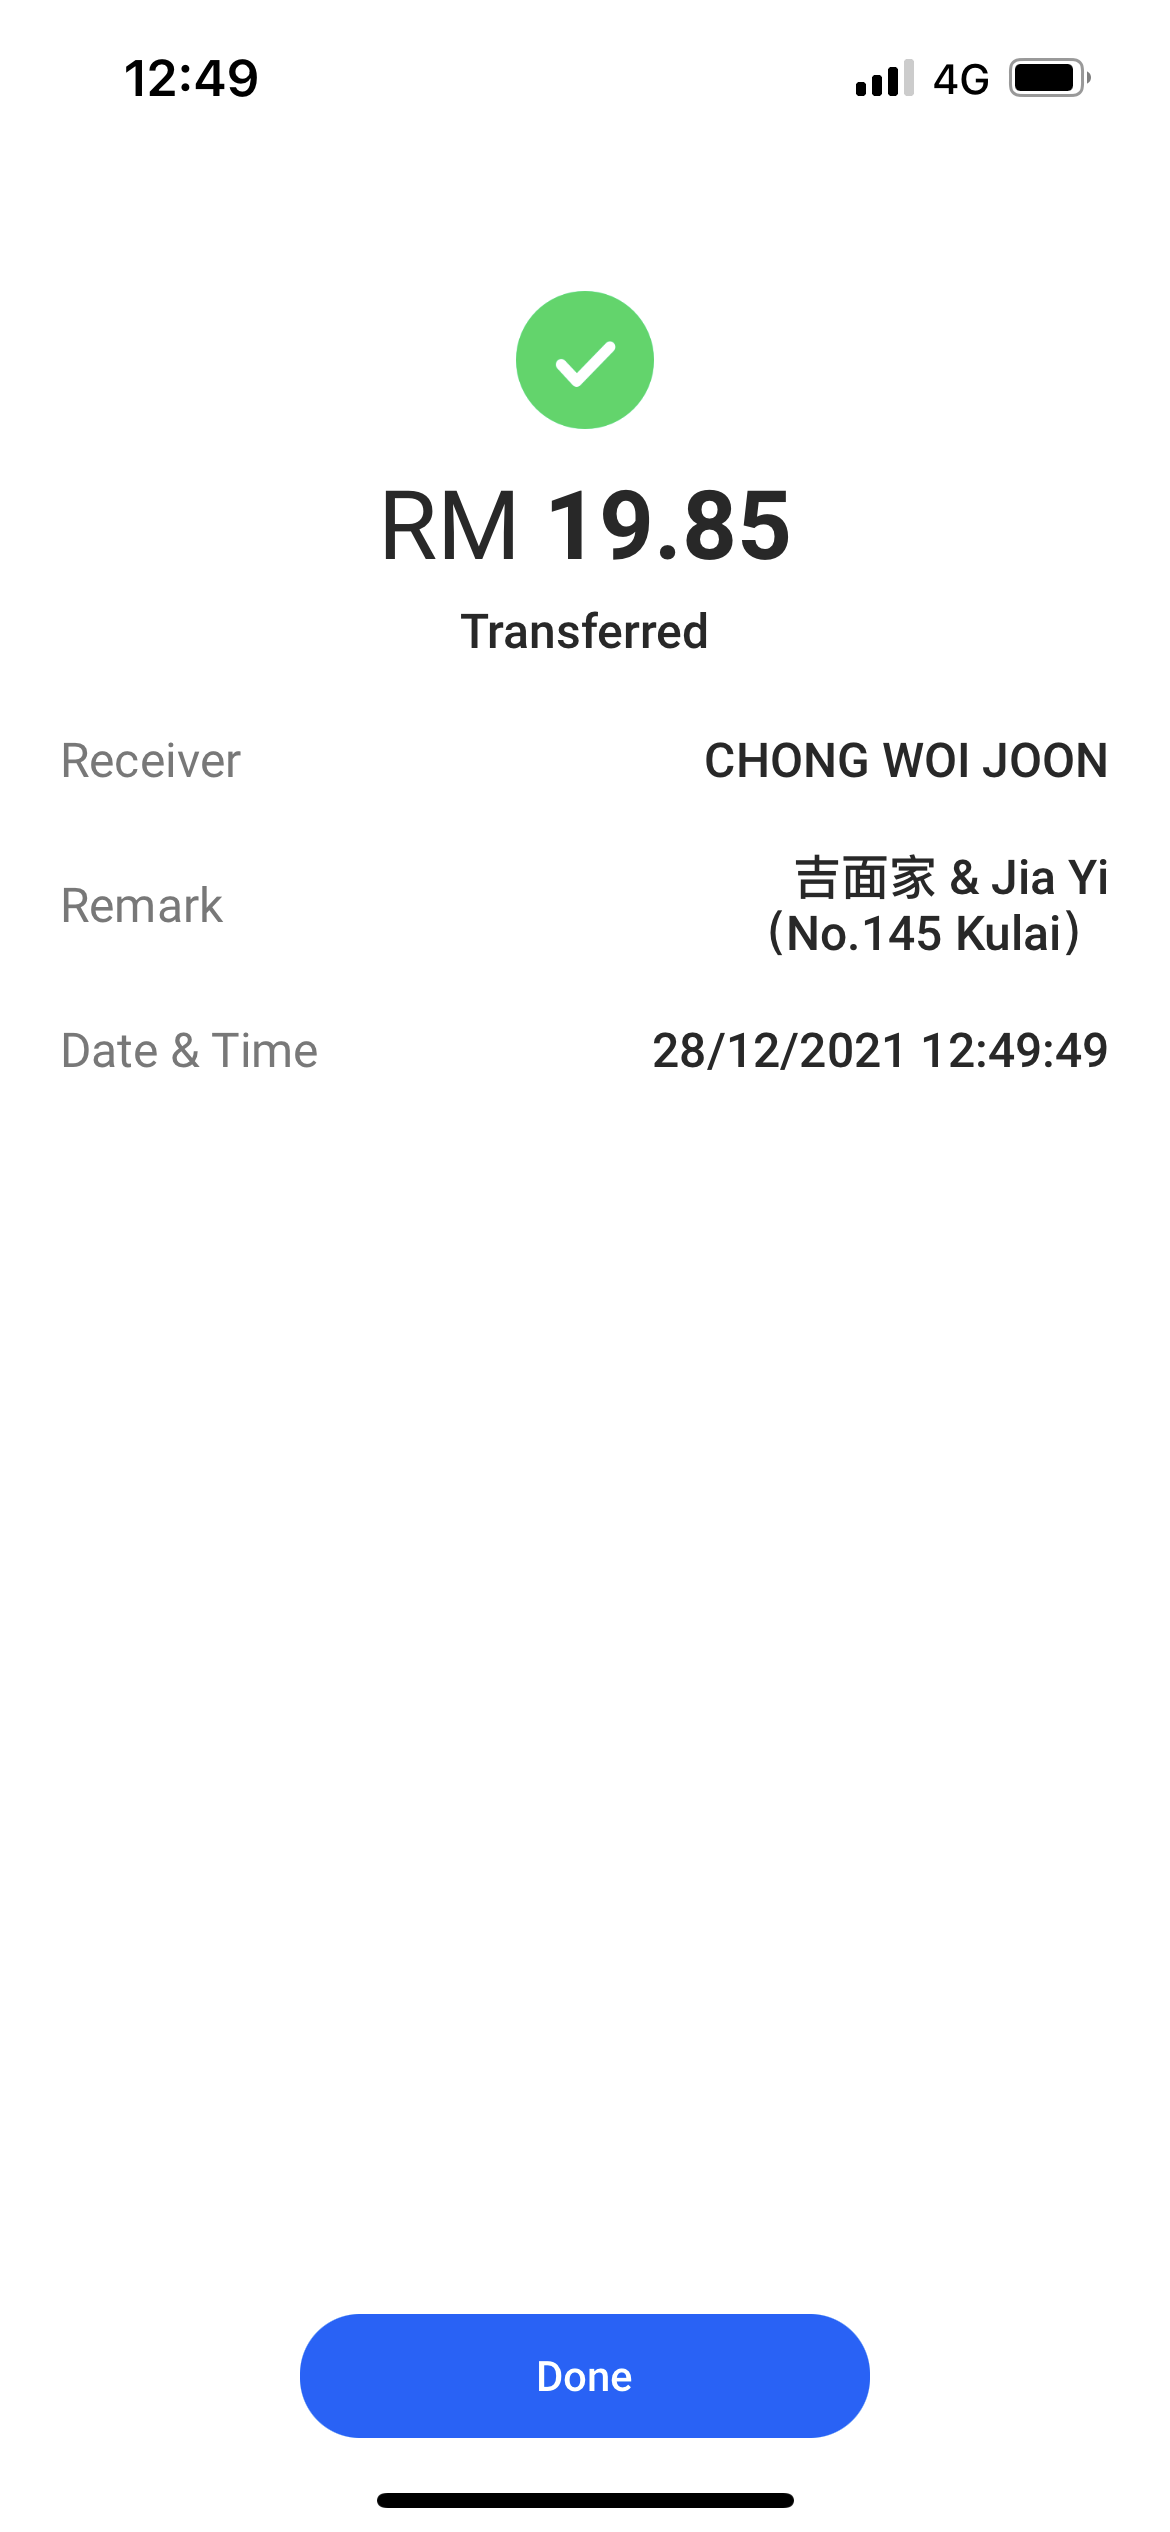 12:49 4G
RM 19.85
Transferred
Receiver CHONG WOI JOON
Remark 吉面家 & Jia Yi
（No.145 Kulai）
Date & Time 28/12/2021 12:49:49
Done